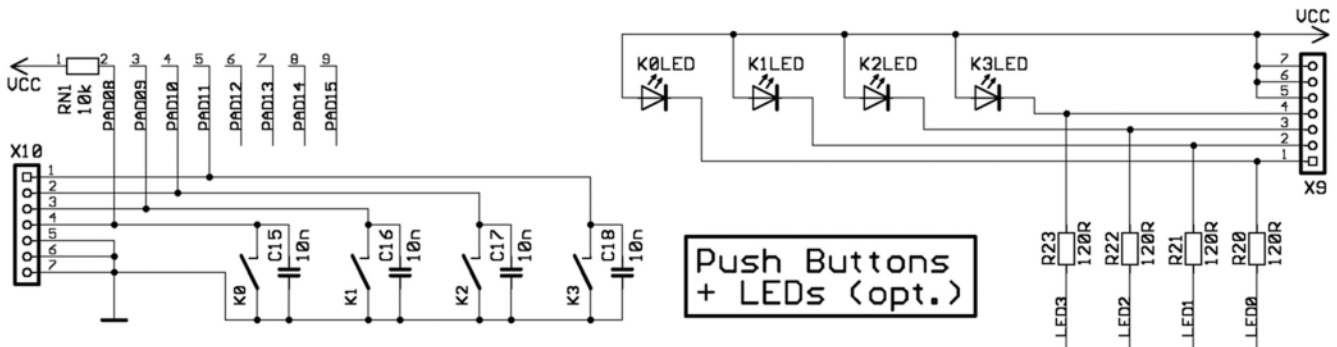 VCC
1
RN1
10k
2 3 4 5 6 7 8 9
PAD08
PAD09
PAD10
PAD11
PAD12
PAD13
PAD14
PAD15
X10
1
2
3
4
5
6
7
K0
C15
10n
K1
C16
10n
K2
C17
10n
K3
C18
10n
VCC
K0LED
K1LED
K2LED
K3LED
7
6
5
4
3
2
1
X9
R23
120R
R22
120R
R21
120R
R20
120R
LED3
LED2
LED1
LED0
Push Buttons
+ LEDs (opt.)